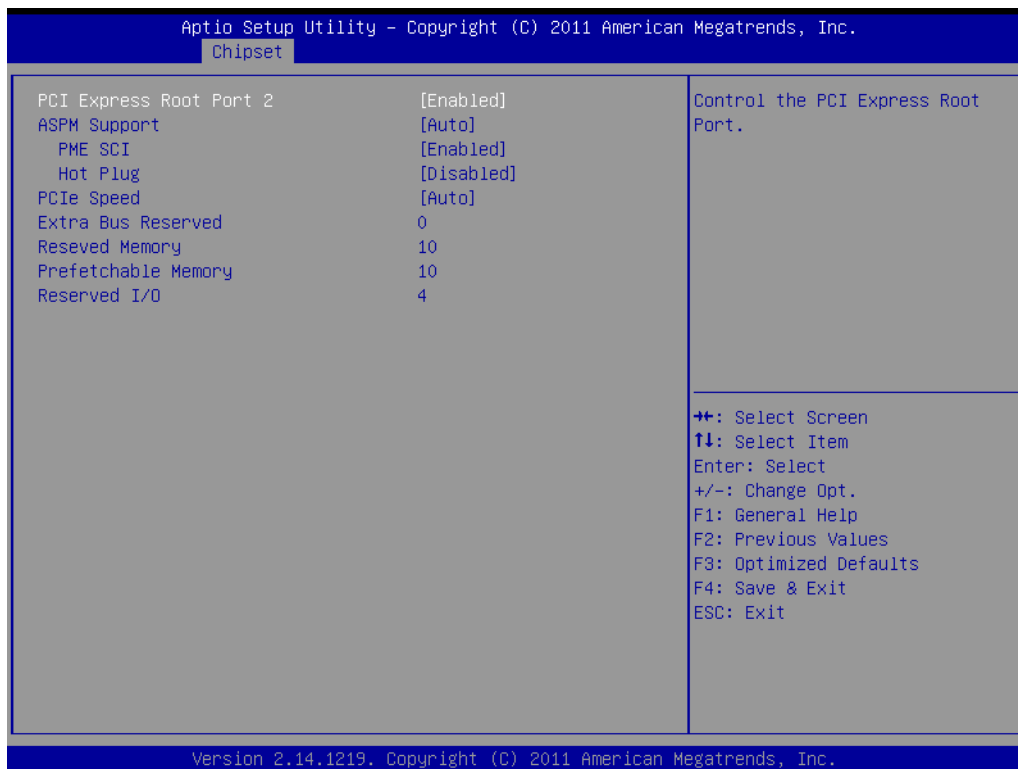 Aptio Setup Utility – Copyright (C) 2011 American Megatrends, Inc.
Chipset
PCI Express Root Port 2 [Enabled]
ASPM Support [Auto]
PME SCI [Enabled]
Hot Plug [Disabled]
PCIe Speed [Auto]
Extra Bus Reserved 0
Reseved Memory 10
Prefetchable Memory 10
Reserved I/O 4
Control the PCI Express Root
Port.
→←: Select Screen
↑↓: Select Item
Enter: Select
+/-: Change Opt.
F1: General Help
F2: Previous Values
F3: Optimized Defaults
F4: Save & Exit
ESC: Exit
Version 2.14.1219. Copyright (C) 2011 American Megatrends, Inc.